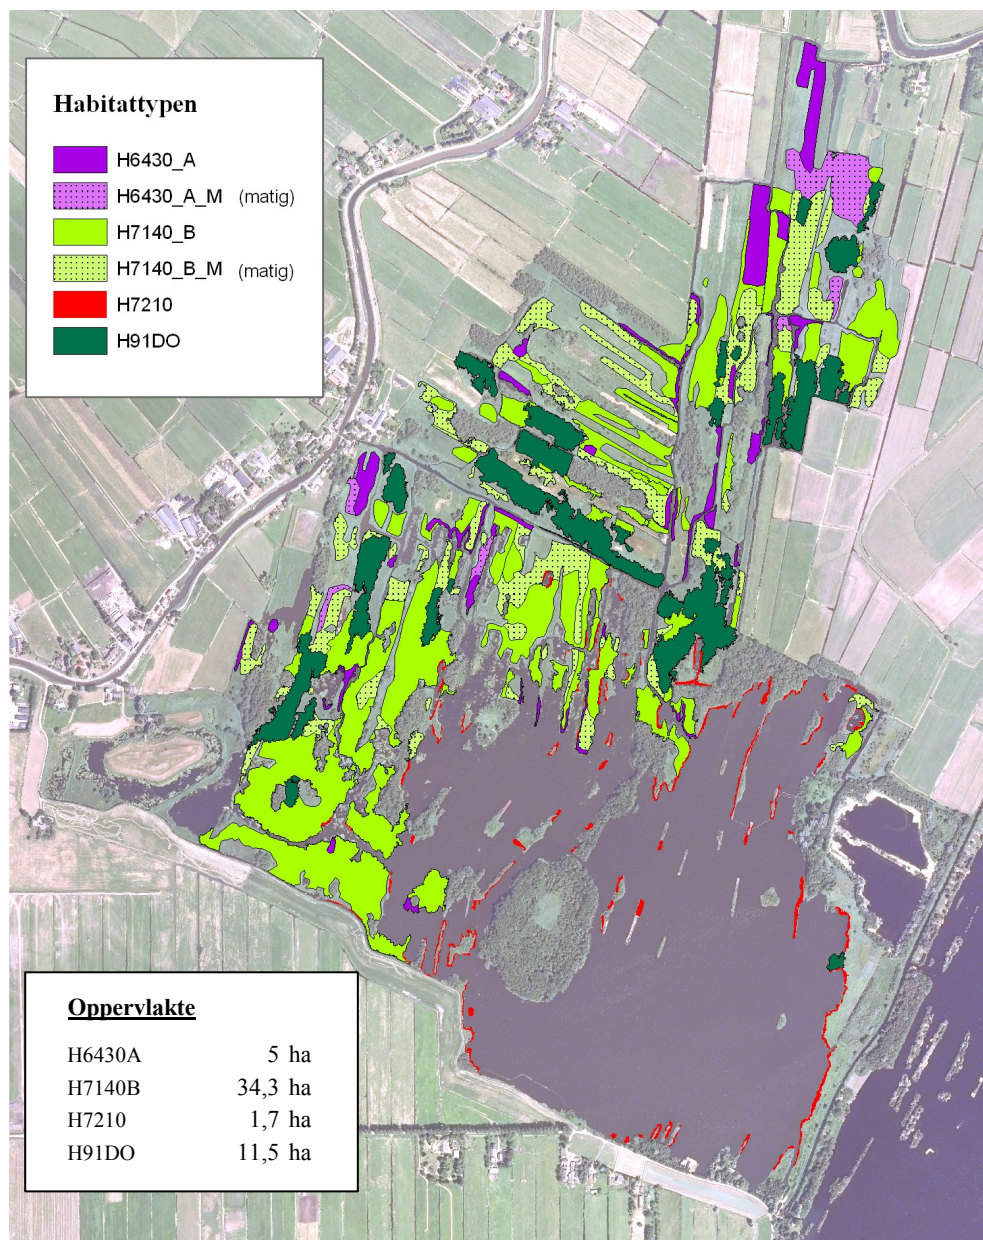 Habitattypen
H6430_A
H6430_A_M (matig)
H7140_B
H7140_B_M (matig)
H7210
H91DO
Oppervlakte
H6430A 5 ha
H7140B 34,3 ha
H7210 1,7 ha
H91DO 11,5 ha